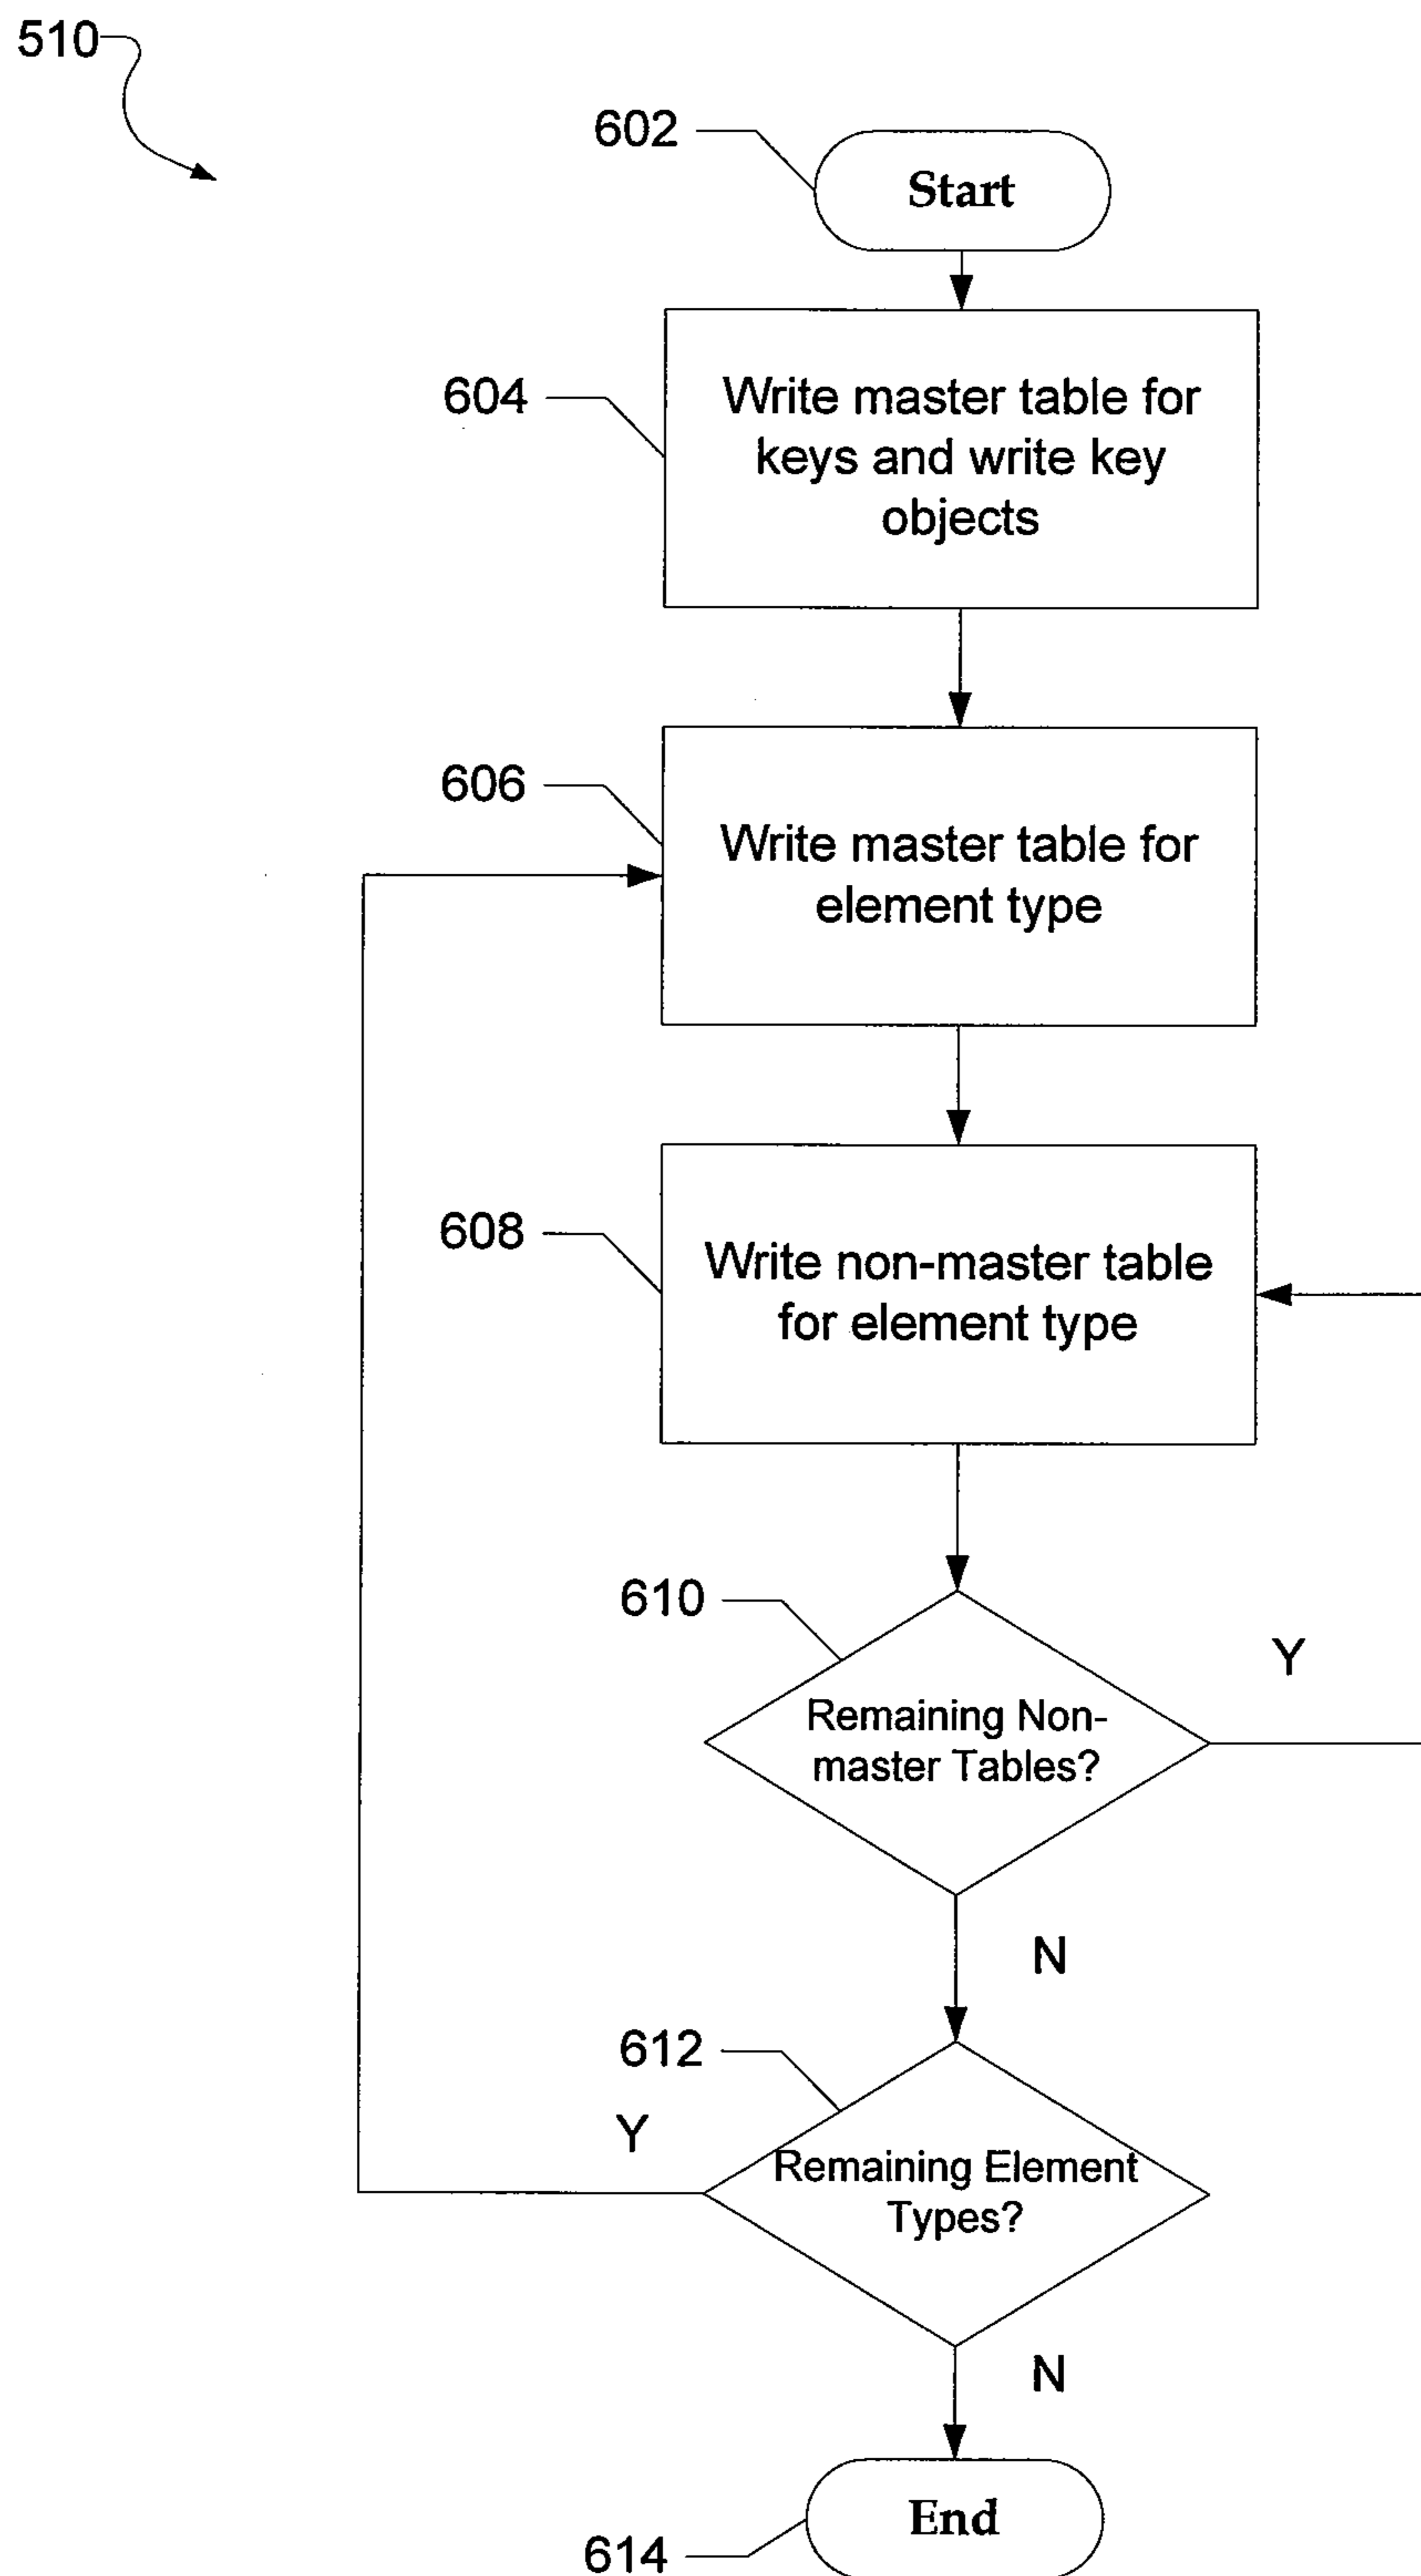 510
602
Start
604
Write master table for
keys and write key
objects
606
Write master table for
element type
608
Write non-master table
for element type
610
Remaining Non-
master Tables?
Y
N
612
Y
Remaining Element
Types?
N
End
614